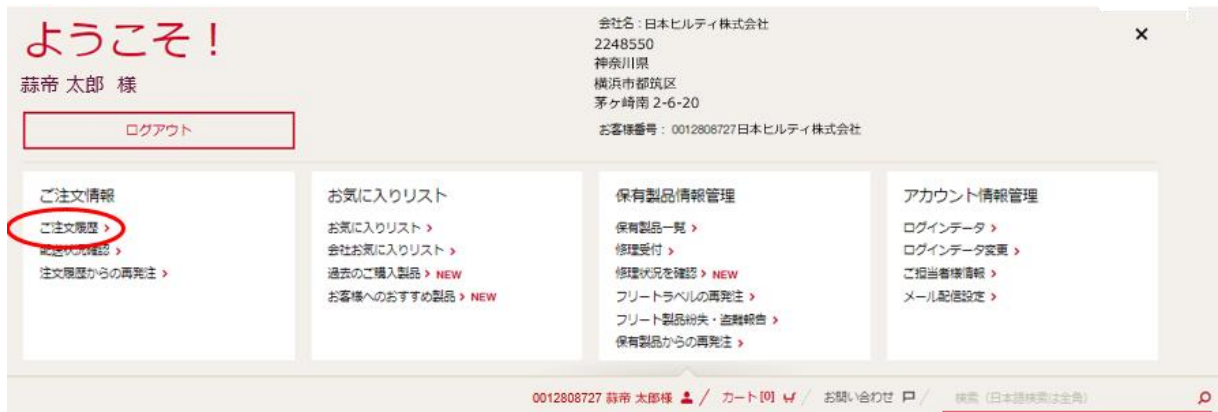 ようこそ！
蒜帝 太郎 様
ログアウト
会社名：日本ヒルティ株式会社
2248550
神奈川県
横浜市都筑区
茅ヶ崎南 2-6-20
お客様番号： 0012808727日本ヒルティ株式会社
×
ご注文情報
ご注文履歴 >
配送状況確認 >
注文履歴からの再発注 >
お気に入りリスト
お気に入りリスト >
会社お気に入りリスト >
過去のご購入製品 > NEW
お客様へのおすすめ製品 > NEW
保有製品情報管理
保有製品一覧 >
修理受付 >
修理状況を確認 > NEW
フリートラベルの再発注 >
フリート製品紛失・盗難報告 >
保有製品からの再発注 >
アカウント情報管理
ログインデータ >
ログインデータ変更 >
ご担当者様情報 >
メール配信設定 >
0012808727 蒜帝 太郎様 / カート [0] / お問い合わせ / 検索（日本語検索は全角）